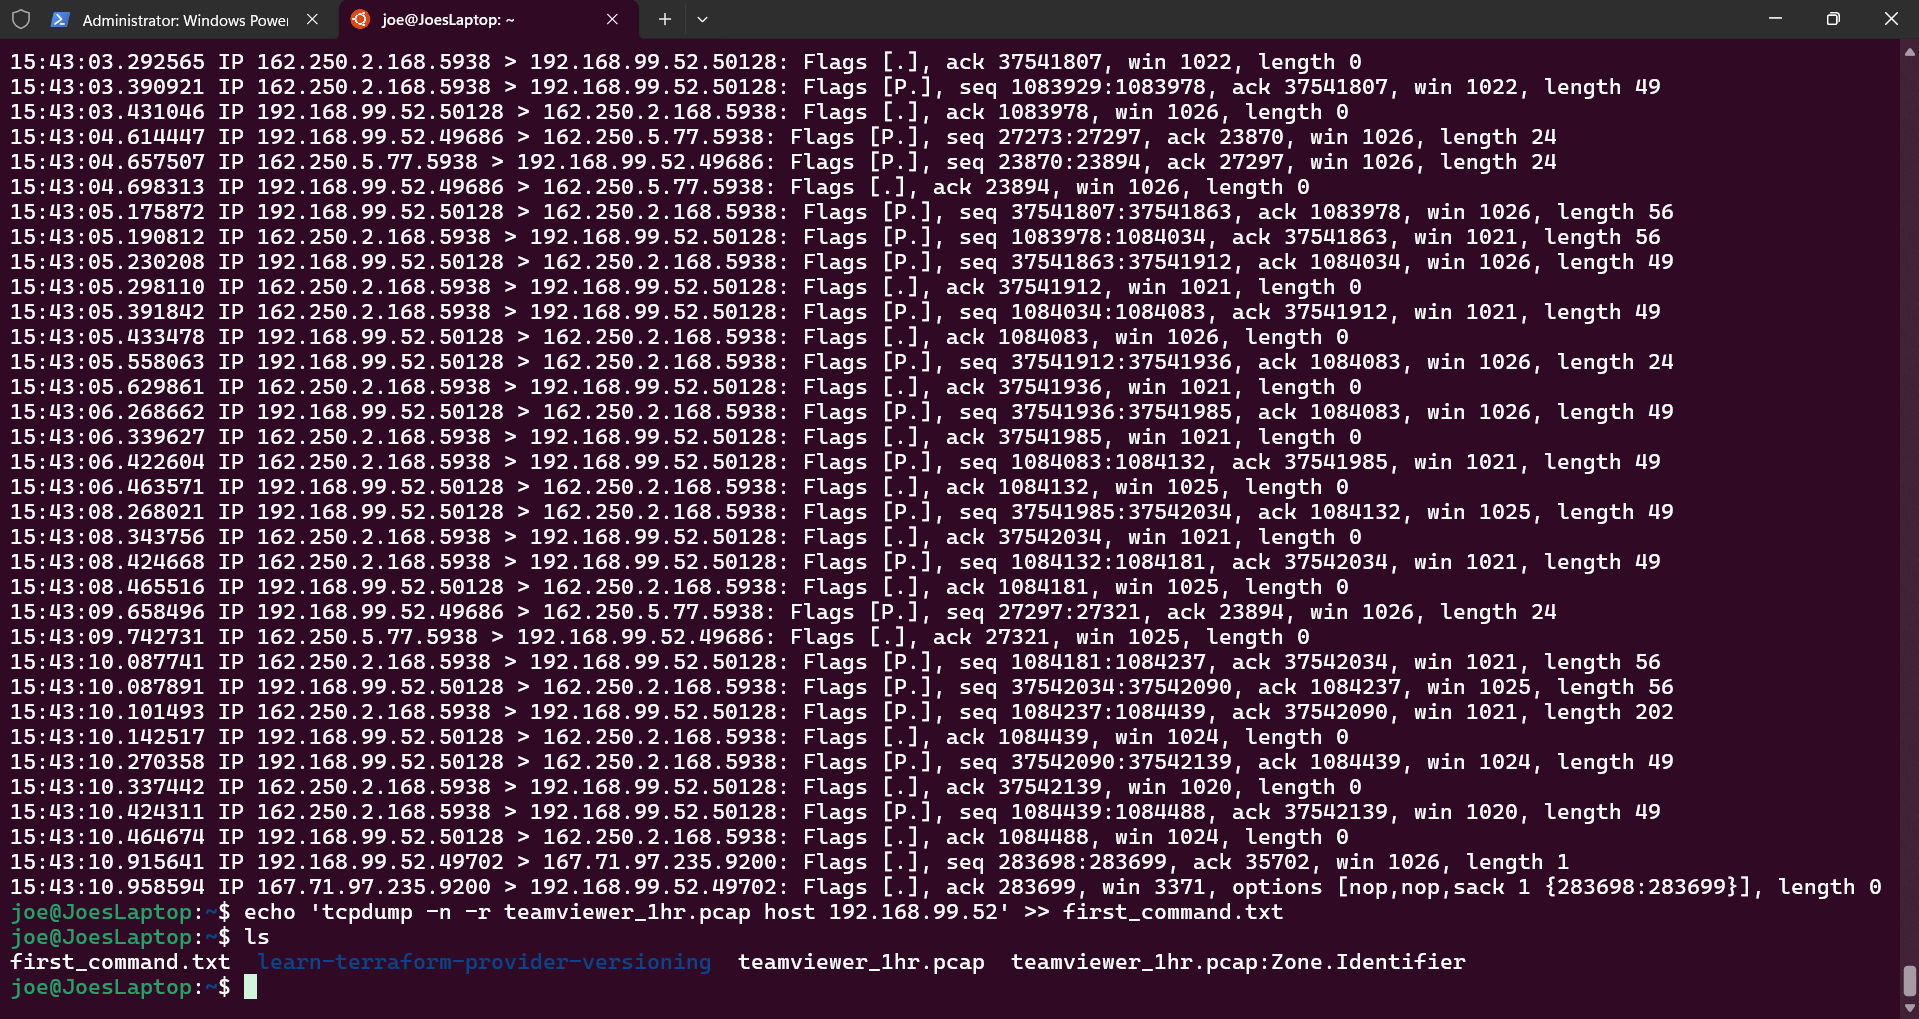 Administrator: Windows Power
joe@JoesLaptop: ~
15:43:03.292565 IP 162.250.2.168.5938 > 192.168.99.52.50128: Flags [.], ack 37541807, win 1022, length 0
15:43:03.390921 IP 162.250.2.168.5938 > 192.168.99.52.50128: Flags [P.], seq 1083929:1083978, ack 37541807, win 1022, length 49
15:43:03.431046 IP 192.168.99.52.50128 > 162.250.2.168.5938: Flags [.], ack 1083978, win 1026, length 0
15:43:04.614447 IP 192.168.99.52.49686 > 162.250.5.77.5938: Flags [P.], seq 27273:27297, ack 23870, win 1026, length 24
15:43:04.657507 IP 162.250.5.77.5938 > 192.168.99.52.49686: Flags [P.], seq 23870:23894, ack 27297, win 1026, length 24
15:43:04.698313 IP 192.168.99.52.49686 > 162.250.5.77.5938: Flags [.], ack 23894, win 1026, length 0
15:43:05.175872 IP 192.168.99.52.50128 > 162.250.2.168.5938: Flags [P.], seq 37541807:37541863, ack 1083978, win 1026, length 56
15:43:05.190812 IP 162.250.2.168.5938 > 192.168.99.52.50128: Flags [P.], seq 1083978:1084034, ack 37541863, win 1021, length 56
15:43:05.230208 IP 192.168.99.52.50128 > 162.250.2.168.5938: Flags [P.], seq 37541863:37541912, ack 1084034, win 1026, length 49
15:43:05.298110 IP 162.250.2.168.5938 > 192.168.99.52.50128: Flags [.], ack 37541912, win 1021, length 0
15:43:05.391842 IP 162.250.2.168.5938 > 192.168.99.52.50128: Flags [P.], seq 1084034:1084083, ack 37541912, win 1021, length 49
15:43:05.433478 IP 192.168.99.52.50128 > 162.250.2.168.5938: Flags [.], ack 1084083, win 1026, length 0
15:43:05.558063 IP 192.168.99.52.50128 > 162.250.2.168.5938: Flags [P.], seq 37541912:37541936, ack 1084083, win 1026, length 24
15:43:05.629861 IP 162.250.2.168.5938 > 192.168.99.52.50128: Flags [.], ack 37541936, win 1021, length 0
15:43:06.268662 IP 192.168.99.52.50128 > 162.250.2.168.5938: Flags [P.], seq 37541936:37541985, ack 1084083, win 1026, length 49
15:43:06.339627 IP 162.250.2.168.5938 > 192.168.99.52.50128: Flags [.], ack 37541985, win 1021, length 0
15:43:06.422604 IP 162.250.2.168.5938 > 192.168.99.52.50128: Flags [P.], seq 1084083:1084132, ack 37541985, win 1021, length 49
15:43:06.463571 IP 192.168.99.52.50128 > 162.250.2.168.5938: Flags [.], ack 1084132, win 1025, length 0
15:43:08.268021 IP 192.168.99.52.50128 > 162.250.2.168.5938: Flags [P.], seq 37541985:37542034, ack 1084132, win 1025, length 49
15:43:08.343756 IP 162.250.2.168.5938 > 192.168.99.52.50128: Flags [.], ack 37542034, win 1021, length 0
15:43:08.424668 IP 162.250.2.168.5938 > 192.168.99.52.50128: Flags [P.], seq 1084132:1084181, ack 37542034, win 1021, length 49
15:43:08.465516 IP 192.168.99.52.50128 > 162.250.2.168.5938: Flags [.], ack 1084181, win 1025, length 0
15:43:09.658496 IP 192.168.99.52.49686 > 162.250.5.77.5938: Flags [P.], seq 27297:27321, ack 23894, win 1026, length 24
15:43:09.742731 IP 162.250.5.77.5938 > 192.168.99.52.49686: Flags [.], ack 27321, win 1025, length 0
15:43:10.087741 IP 162.250.2.168.5938 > 192.168.99.52.50128: Flags [P.], seq 1084181:1084237, ack 37542034, win 1021, length 56
15:43:10.087891 IP 192.168.99.52.50128 > 162.250.2.168.5938: Flags [P.], seq 37542034:37542090, ack 1084237, win 1025, length 56
15:43:10.101493 IP 162.250.2.168.5938 > 192.168.99.52.50128: Flags [P.], seq 1084237:1084439, ack 37542090, win 1021, length 202
15:43:10.142517 IP 192.168.99.52.50128 > 162.250.2.168.5938: Flags [.], ack 1084439, win 1024, length 0
15:43:10.270358 IP 192.168.99.52.50128 > 162.250.2.168.5938: Flags [P.], seq 37542090:37542139, ack 1084439, win 1024, length 49
15:43:10.337442 IP 162.250.2.168.5938 > 192.168.99.52.50128: Flags [.], ack 37542139, win 1020, length 0
15:43:10.424311 IP 162.250.2.168.5938 > 192.168.99.52.50128: Flags [P.], seq 1084439:1084488, ack 37542139, win 1020, length 49
15:43:10.464674 IP 192.168.99.52.50128 > 162.250.2.168.5938: Flags [.], ack 1084488, win 1024, length 0
15:43:10.915641 IP 192.168.99.52.49702 > 167.71.97.235.9200: Flags [.], seq 283698:283699, ack 35702, win 1026, length 1
15:43:10.958594 IP 167.71.97.235.9200 > 192.168.99.52.49702: Flags [.], ack 283699, win 3371, options [nop,nop,sack 1 {283698:283699}], length 0
joe@JoesLaptop:~$ echo 'tcpdump -n -r teamviewer_1hr.pcap host 192.168.99.52' >> first_command.txt
joe@JoesLaptop:~$ ls
first_command.txt  learn-terraform-provider-versioning  teamviewer_1hr.pcap  teamviewer_1hr.pcap:Zone.Identifier
joe@JoesLaptop:~$